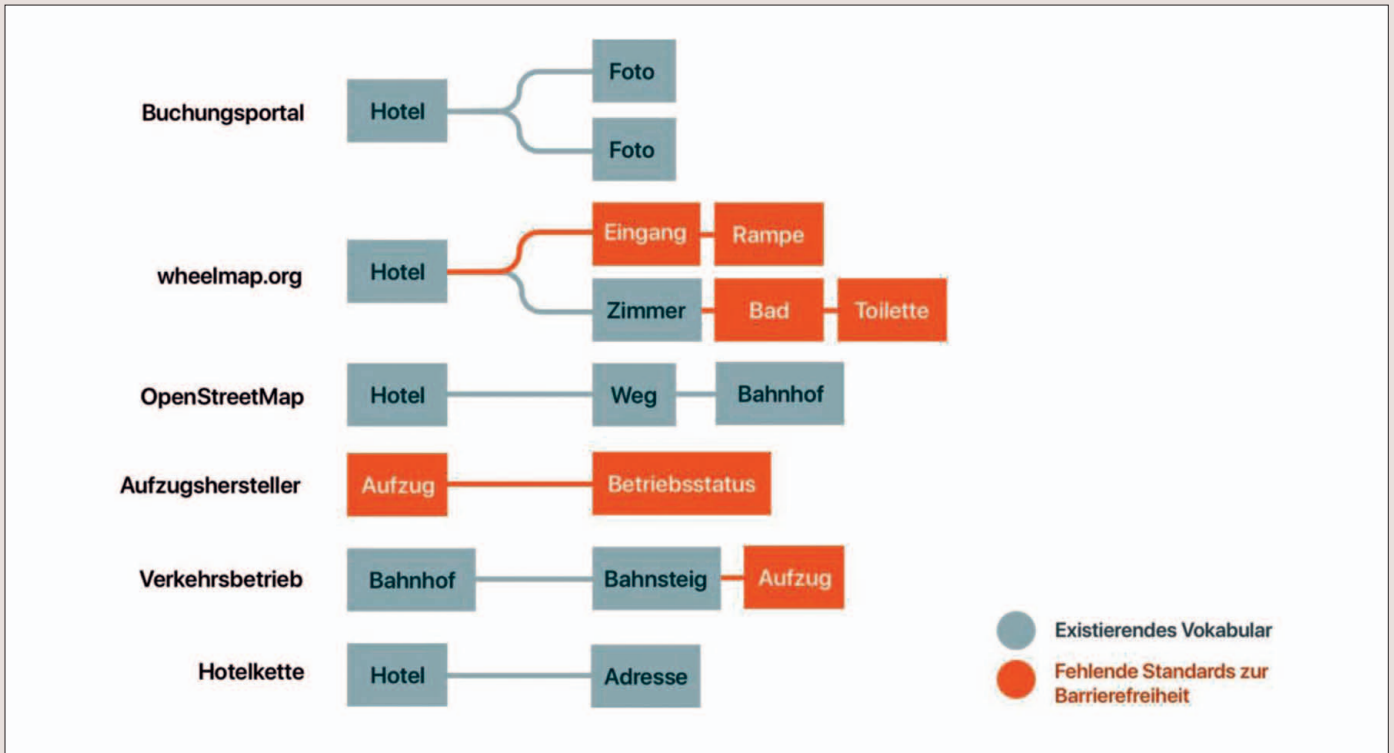 Buchungsportal
Hotel
Foto
Foto
wheelmap.org
Hotel
Eingang
Rampe
Zimmer
Bad
Toilette
OpenStreetMap
Hotel
Weg
Bahnhof
Aufzugshersteller
Aufzug
Betriebsstatus
Verkehrsbetrieb
Bahnhof
Bahnsteig
Aufzug
Hotelkette
Hotel
Adresse
Existierendes Vokabular
Fehlende Standards zur
Barrierefreiheit